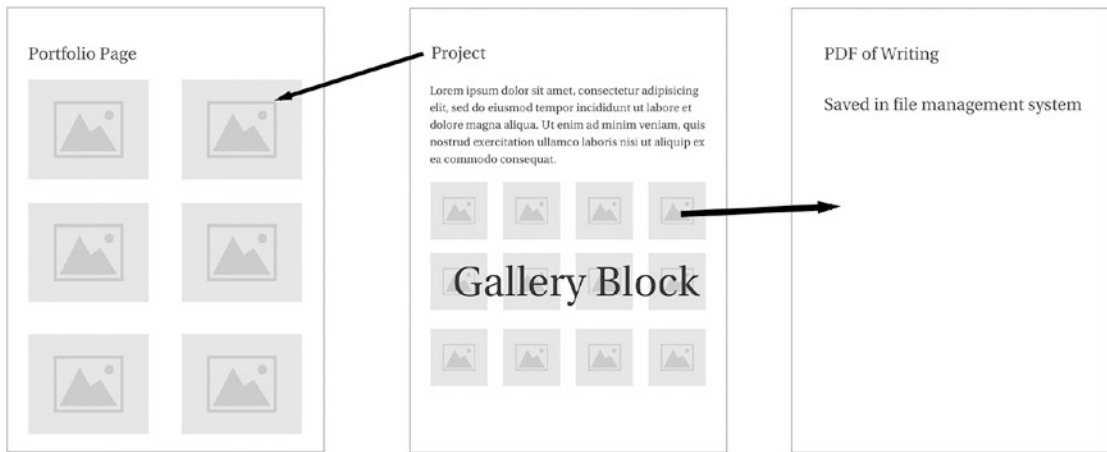 Portfolio Page
Project
Lorem ipsum dolor sit amet, consectetur adipisicing
elit, sed do eiusmod tempor incididunt ut labore et
dolore magna aliqua. Ut enim ad minim veniam, quis
nostrud exercitation ullamco laboris nisi ut aliquip ex
ea commodo consequat.
Gallery Block
PDF of Writing
Saved in file management system